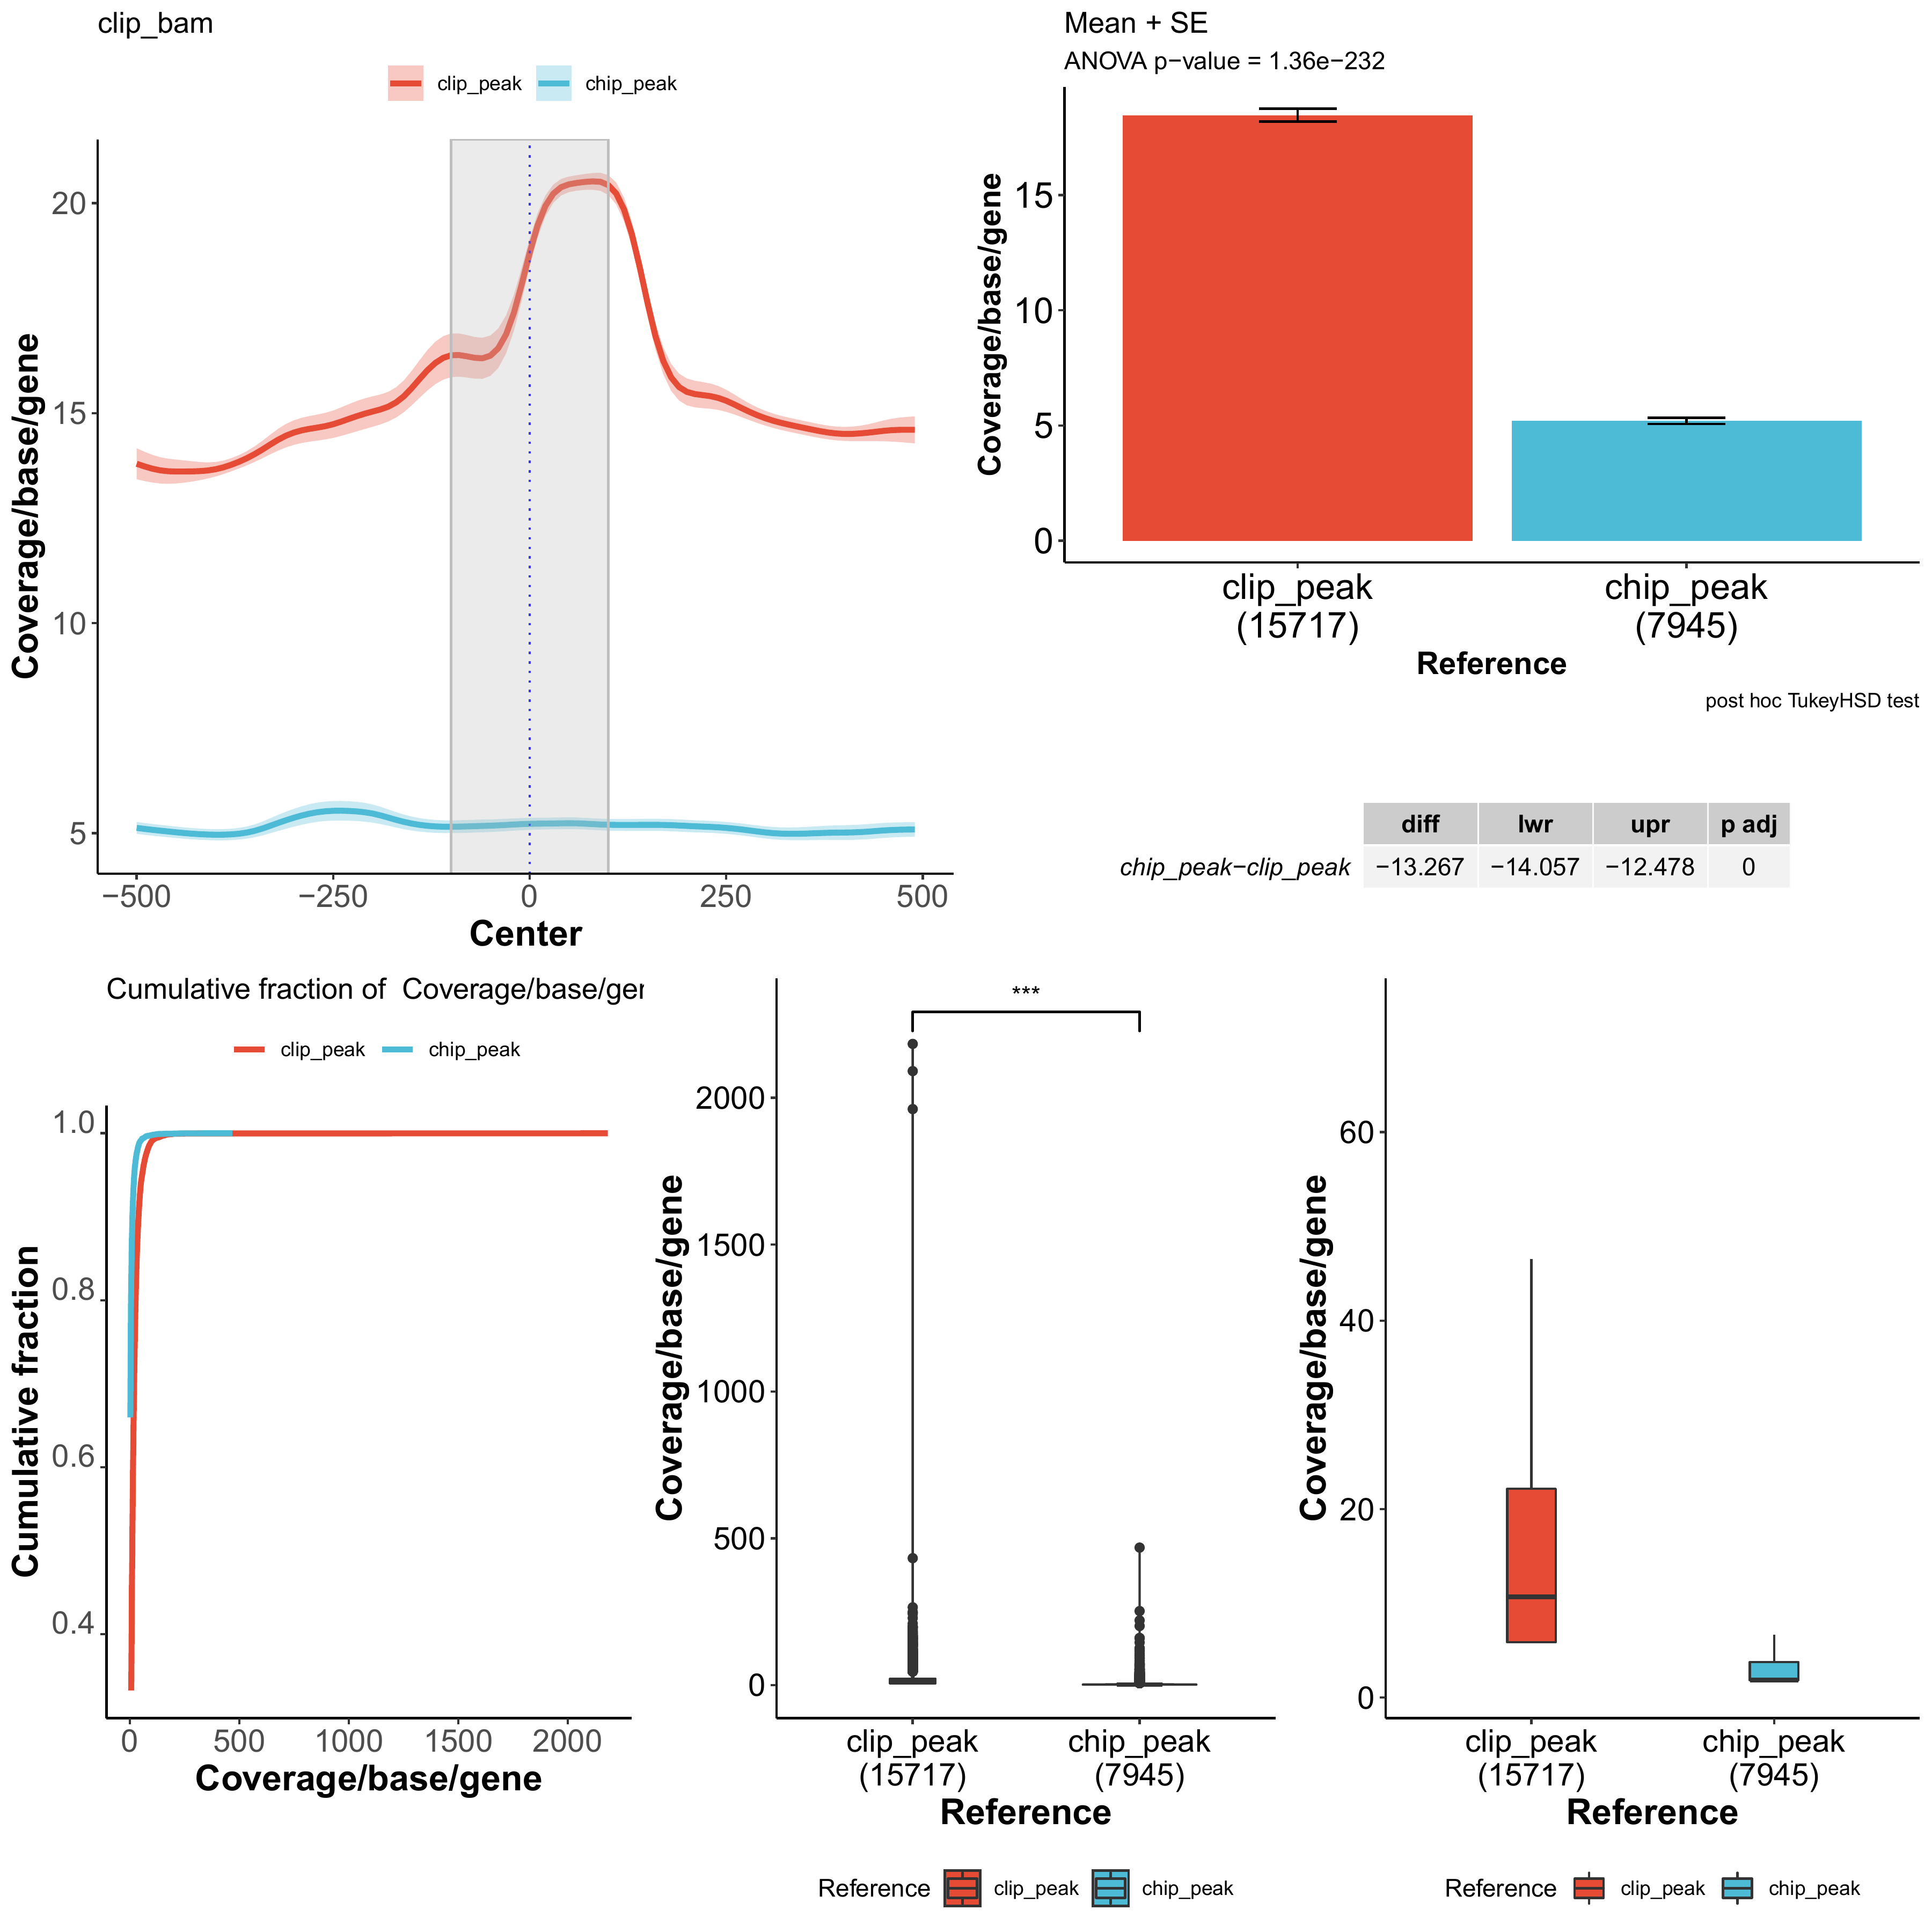 clip_bam
clip_peak chip_peak
Coverage/base/gene
20
15
10
5
−500 −250 0 250 500
Center
Mean + SE
ANOVA p−value = 1.36e−232
Coverage/base/gene
15
10
5
0
clip_peak chip_peak
(15717) (7945)
Reference
post hoc TukeyHSD test
diff lwr upr p adj
chip_peak−clip_peak −13.267 −14.057 −12.478 0
Cumulative fraction of Coverage/base/ger
clip_peak chip_peak
Cumulative fraction
1.0
0.8
0.6
0.4
0 500 1000 1500 2000
Coverage/base/gene
***
Coverage/base/gene
2000
1500
1000
500
0
clip_peak chip_peak
(15717) (7945)
Reference
Reference clip_peak chip_peak
Coverage/base/gene
60
40
20
0
clip_peak chip_peak
(15717) (7945)
Reference
Reference clip_peak chip_peak